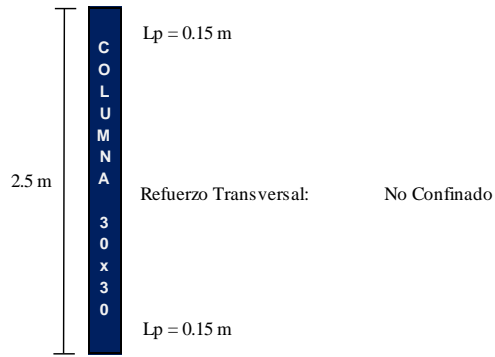 Lp = 0.15 m
COLUMNA 30x30
2.5 m
Refuerzo Transversal: No Confinado
Lp = 0.15 m